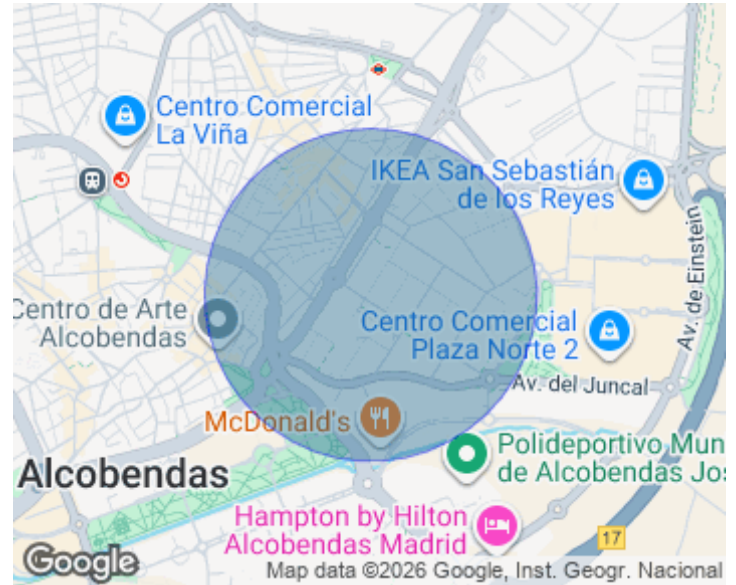 Centro Comercial
La Viña
IKEA San Sebastián
de los Reyes
Av. de Einstein
Centro de Arte
Alcobendas
Centro Comercial
Plaza Norte 2
Av. del Juncal
McDonald's
Polideportivo Mun
de Alcobendas Jos
Alcobendas
Hampton by Hilton
Alcobendas Madrid
17
Google
Map data ©2026 Google, Inst. Geogr. Nacional